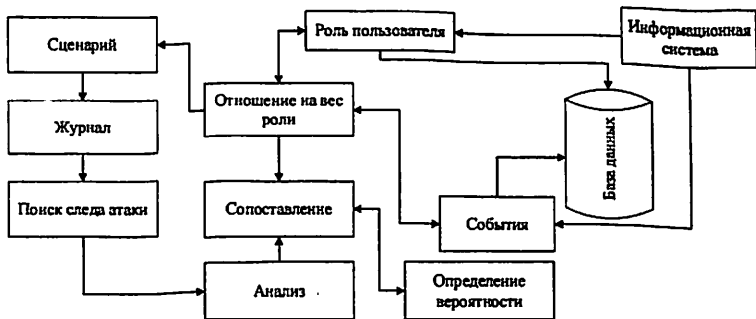 Сценарий
Роль пользователя
Информационная
система
Журнал
Отношение на вес
роли
База данных
Поиск следа атаки
Сопоставление
События
Анализ
Определение
вероятности